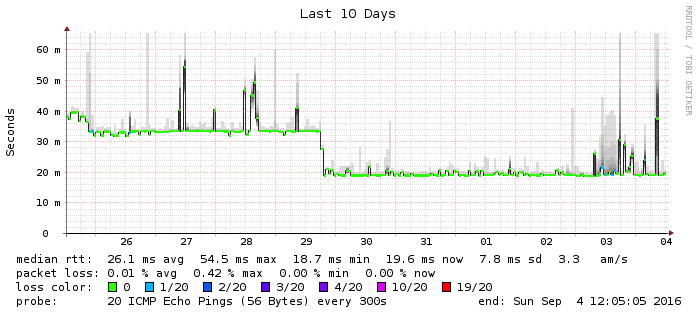 Last 10 Days
RRDTOOL / TOBI OETIKER
Seconds
60 m
50 m
40 m
30 m
20 m
10 m
0
26 27 28 29 30 31 01 02 03 04
median rtt: 26.1 ms avg 54.5 ms max 18.7 ms min 19.6 ms now 7.8 ms sd 3.3 am/s
packet loss: 0.01 % avg 0.42 % max 0.00 % min 0.00 % now
loss color: 0 1/20 2/20 3/20 4/20 10/20 19/20
probe: 20 ICMP Echo Pings (56 Bytes) every 300s end: Sun Sep 4 12:05:05 2016